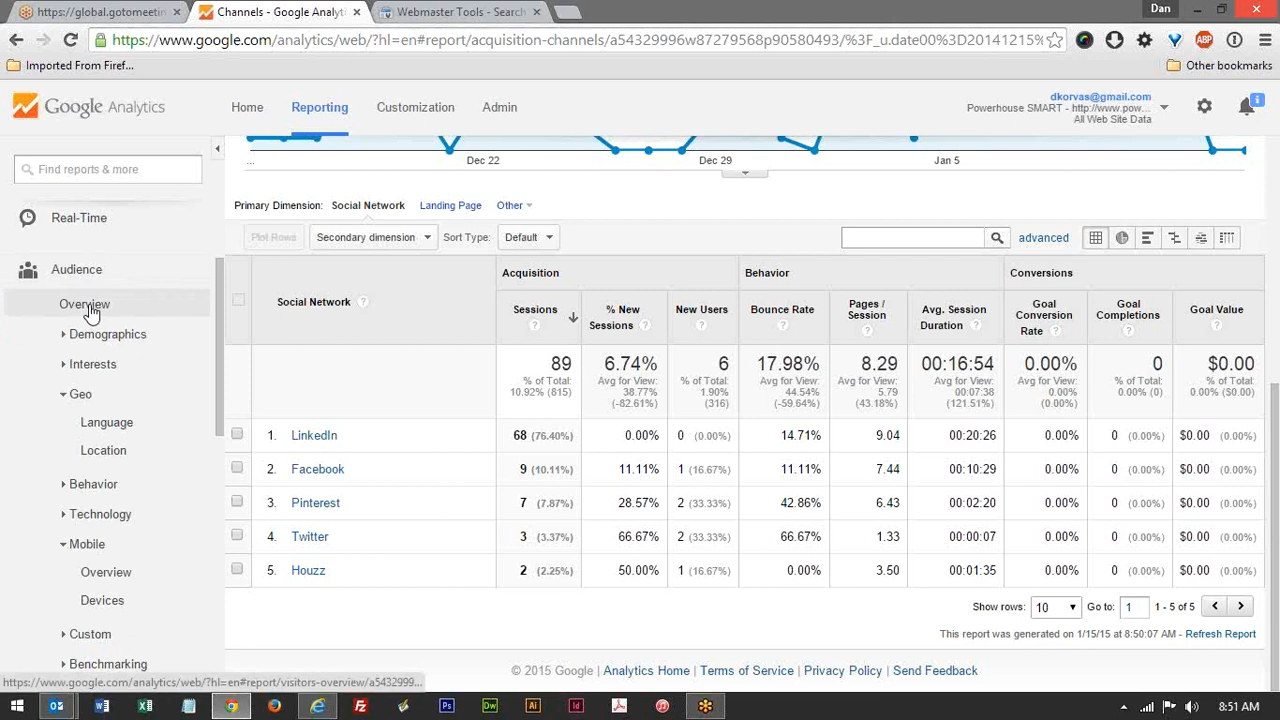 https://global.gotomeetin
Channels - Google Analytic
Webmaster Tools - Search
Dan
https://www.google.com/analytics/web/?hl=en#report/acquisition-channels/a54329996w87279568p90580493/%3F_u.date00%3D20141215%
ABP
Imported From Firef...
Other bookmarks
Google Analytics
Home
Reporting
Customization
Admin
dkorvas@gmail.com
Powerhouse SMART - http://www.pow...
All Web Site Data
Find reports & more
...
Dec 22
Dec 29
Jan 5
Real-Time
Audience
Overview
Demographics
Interests
Geo
Language
Location
Behavior
Technology
Mobile
Overview
Devices
Custom
Benchmarking
Primary Dimension: Social Network Landing Page Other
Plot Rows Secondary dimension Sort Type: Default advanced
Social Network
Acquisition
Behavior
Conversions
Sessions
% New Sessions
New Users
Bounce Rate
Pages / Session
Avg. Session Duration
Goal Conversion Rate
Goal Completions
Goal Value
89 6.74% 6 17.98% 8.29 00:16:54 0.00% 0 $0.00
% of Total: 10.92% (815)
Avg for View: 38.77% (-82.61%)
% of Total: 1.90% (316)
Avg for View: 44.54% (-59.64%)
Avg for View: 5.79 (43.18%)
Avg for View: 00:07:38 (121.51%)
Avg for View: 0.00% (0.00%)
% of Total: 0.00% (0)
% of Total: 0.00% ($0.00)
1. LinkedIn 68 (76.40%) 0.00% 0 (0.00%) 14.71% 9.04 00:20:26 0.00% 0 (0.00%) $0.00 (0.00%)
2. Facebook 9 (10.11%) 11.11% 1 (16.67%) 11.11% 7.44 00:10:29 0.00% 0 (0.00%) $0.00 (0.00%)
3. Pinterest 7 (7.87%) 28.57% 2 (33.33%) 42.86% 6.43 00:02:20 0.00% 0 (0.00%) $0.00 (0.00%)
4. Twitter 3 (3.37%) 66.67% 2 (33.33%) 66.67% 1.33 00:00:07 0.00% 0 (0.00%) $0.00 (0.00%)
5. Houzz 2 (2.25%) 50.00% 1 (16.67%) 0.00% 3.50 00:01:35 0.00% 0 (0.00%) $0.00 (0.00%)
Show rows: 10 Go to: 1 1 - 5 of 5
This report was generated on 1/15/15 at 8:50:07 AM - Refresh Report
© 2015 Google | Analytics Home | Terms of Service | Privacy Policy | Send Feedback
https://www.google.com/analytics/web/?hl=en#report/visitors-overview/a5432999...
8:51 AM